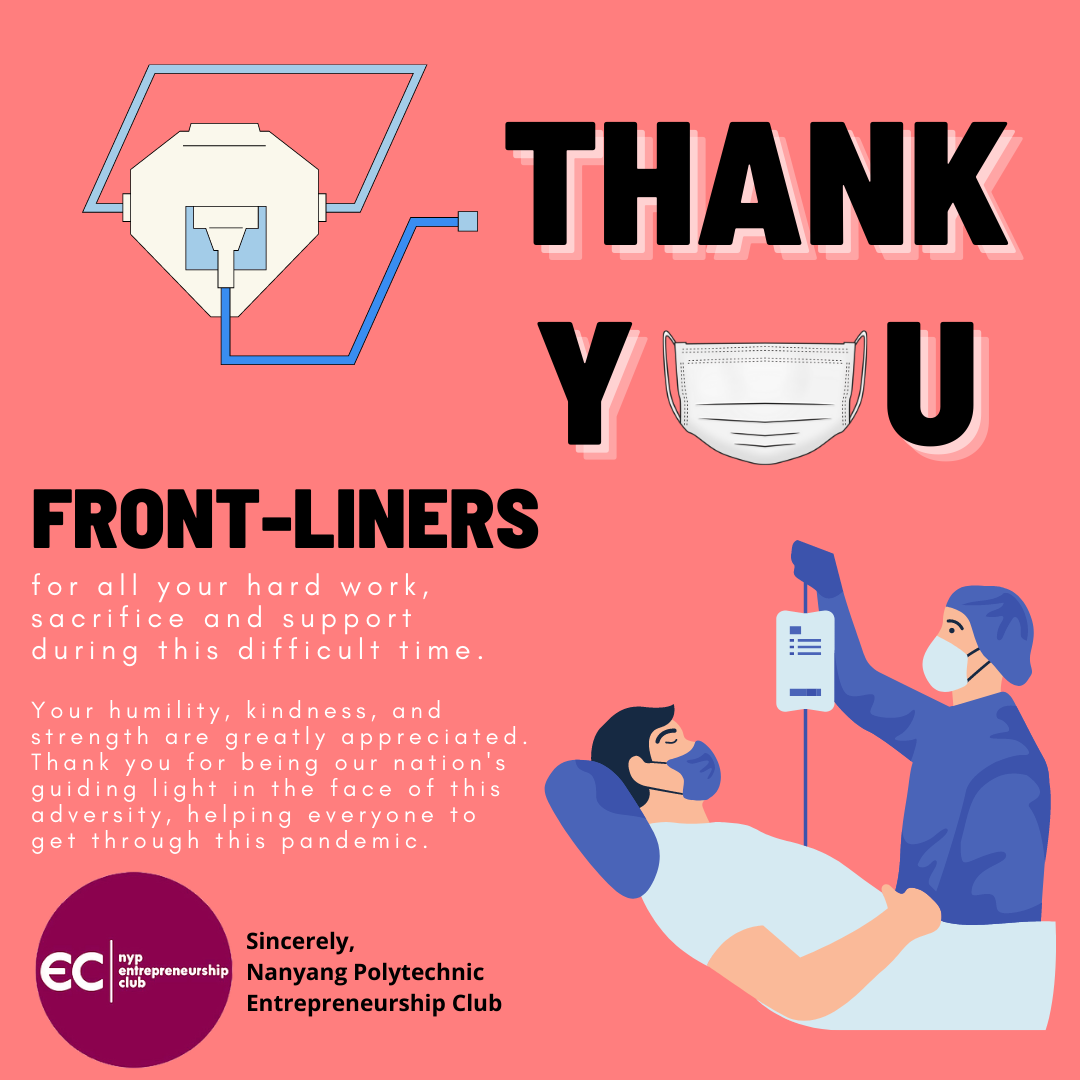 THANK
Y U
FRONT-LINERS
for all your hard work,
sacrifice and support
during this difficult time.
Your humility, kindness, and
strength are greatly appreciated.
Thank you for being our nation's
guiding light in the face of this
adversity, helping everyone to
get through this pandemic.
EC
nyp
entrepreneurship
club
Sincerely,
Nanyang Polytechnic
Entrepreneurship Club